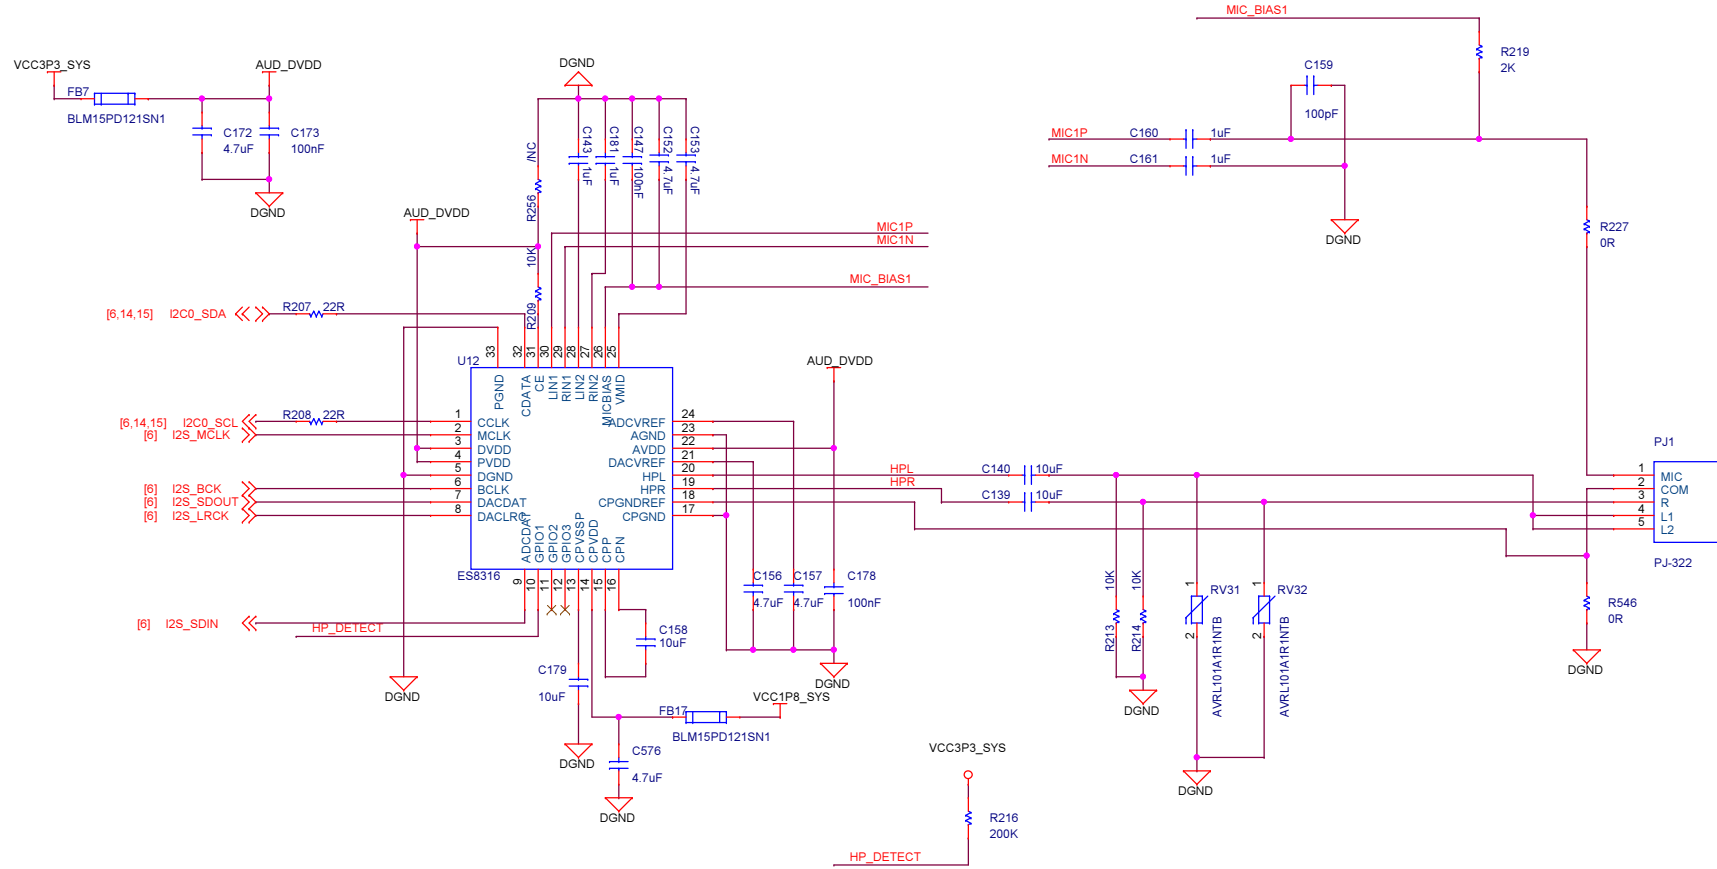 MIC_BIAS1
R219
2K
VCC3P3_SYS
AUD_DVDD
FB7
BLM15PD121SN1
C172
4.7uF
C173
100nF
DGND
DGND
C143
1uF
C181
1uF
C147
100nF
C152
4.7uF
C153
4.7uF
/NC
R256
10K
R209
C159
100pF
MIC1P
C160
1uF
MIC1N
C161
1uF
DGND
R227
0R
AUD_DVDD
MIC1P
MIC1N
MIC_BIAS1
[6,14,15]
I2C0_SDA
R207
22R
U12
33
32
31
30
29
28
27
26
25
PGND
CDATA
CE
LIN1
RIN1
LIN2
RIN2
MICBIAS
VMID
[6,14,15]
I2C0_SCL
R208
22R
[6]
I2S_MCLK
[6]
I2S_BCK
[6]
I2S_SDOUT
[6]
I2S_LRCK
1 CCLK
2 MCLK
3 DVDD
4 PVDD
5 DGND
6 BCLK
7 DACDAT
8 DACLRC
24 ADCVREF
23 AGND
22 AVDD
21 DACVREF
20 HPL
19 HPR
18 CPGNDREF
17 CPGND
ADCDAT
GPIO1
GPIO2
GPIO3
CPVSSP
CPVDD
CPP
CPN
9
10
11
12
13
14
15
16
ES8316
AUD_DVDD
HPL
HPR
C140
10uF
C139
10uF
PJ1
1 MIC
2 COM
3 R
4 L1
5 L2
PJ-322
C156
4.7uF
C157
4.7uF
C178
100nF
DGND
10K
R213
10K
R214
DGND
1
RV31
2
AVRL101A1R1NTB
1
RV32
2
AVRL101A1R1NTB
DGND
R546
0R
DGND
[6]
I2S_SDIN
HP_DETECT
DGND
C158
10uF
C179
10uF
DGND
VCC1P8_SYS
FB17
BLM15PD121SN1
C576
4.7uF
DGND
VCC3P3_SYS
R216
200K
HP_DETECT